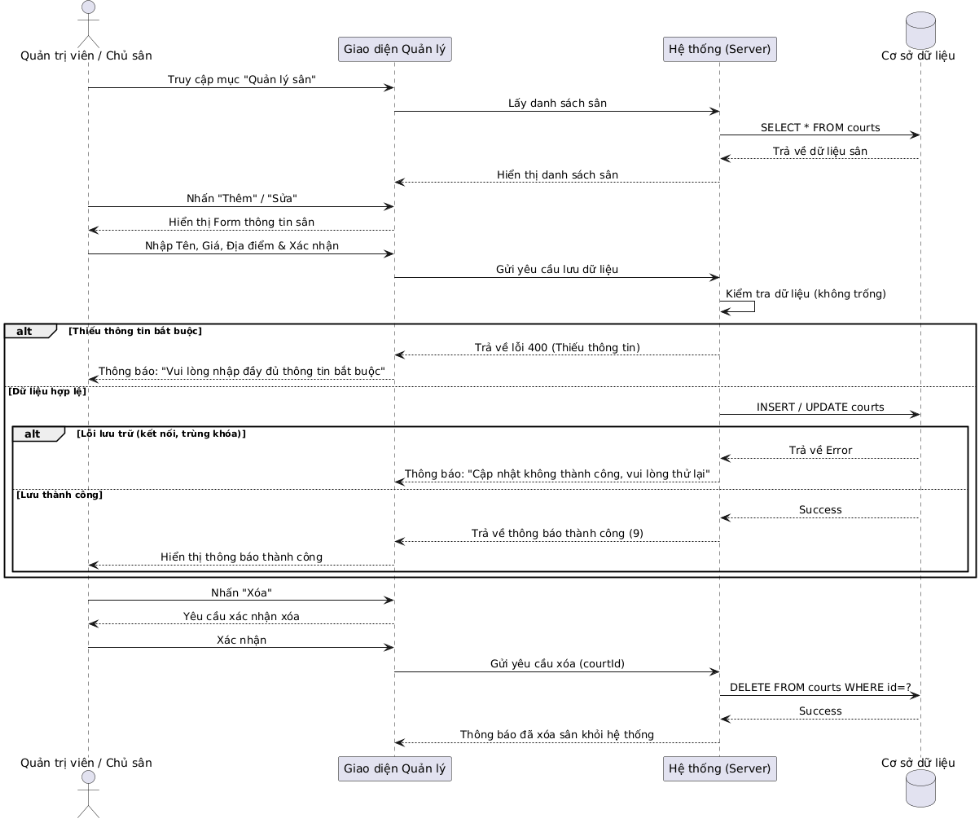 Quản trị viên / Chủ sân
Giao diện Quản lý
Hệ thống (Server)
Cơ sở dữ liệu
Truy cập mục "Quản lý sân"
Lấy danh sách sân
SELECT * FROM courts
Trả về dữ liệu sân
Hiển thị danh sách sân
Nhấn "Thêm" / "Sửa"
Hiển thị Form thông tin sân
Nhập Tên, Giá, Địa điểm & Xác nhận
Gửi yêu cầu lưu dữ liệu
Kiểm tra dữ liệu (không trống)
alt [Thiếu thông tin bắt buộc]
Trả về lỗi 400 (Thiếu thông tin)
Thông báo: "Vui lòng nhập đầy đủ thông tin bắt buộc"
[Dữ liệu hợp lệ]
INSERT / UPDATE courts
alt [Lỗi lưu trữ (kết nối, trùng khóa)]
Trả về Error
Thông báo: "Cập nhật không thành công, vui lòng thử lại"
[Lưu thành công]
Success
Trả về thông báo thành công (9)
Hiển thị thông báo thành công
Nhấn "Xóa"
Yêu cầu xác nhận xóa
Xác nhận
Gửi yêu cầu xóa (courtId)
DELETE FROM courts WHERE id=?
Success
Thông báo đã xóa sân khỏi hệ thống
Quản trị viên / Chủ sân
Giao diện Quản lý
Hệ thống (Server)
Cơ sở dữ liệu